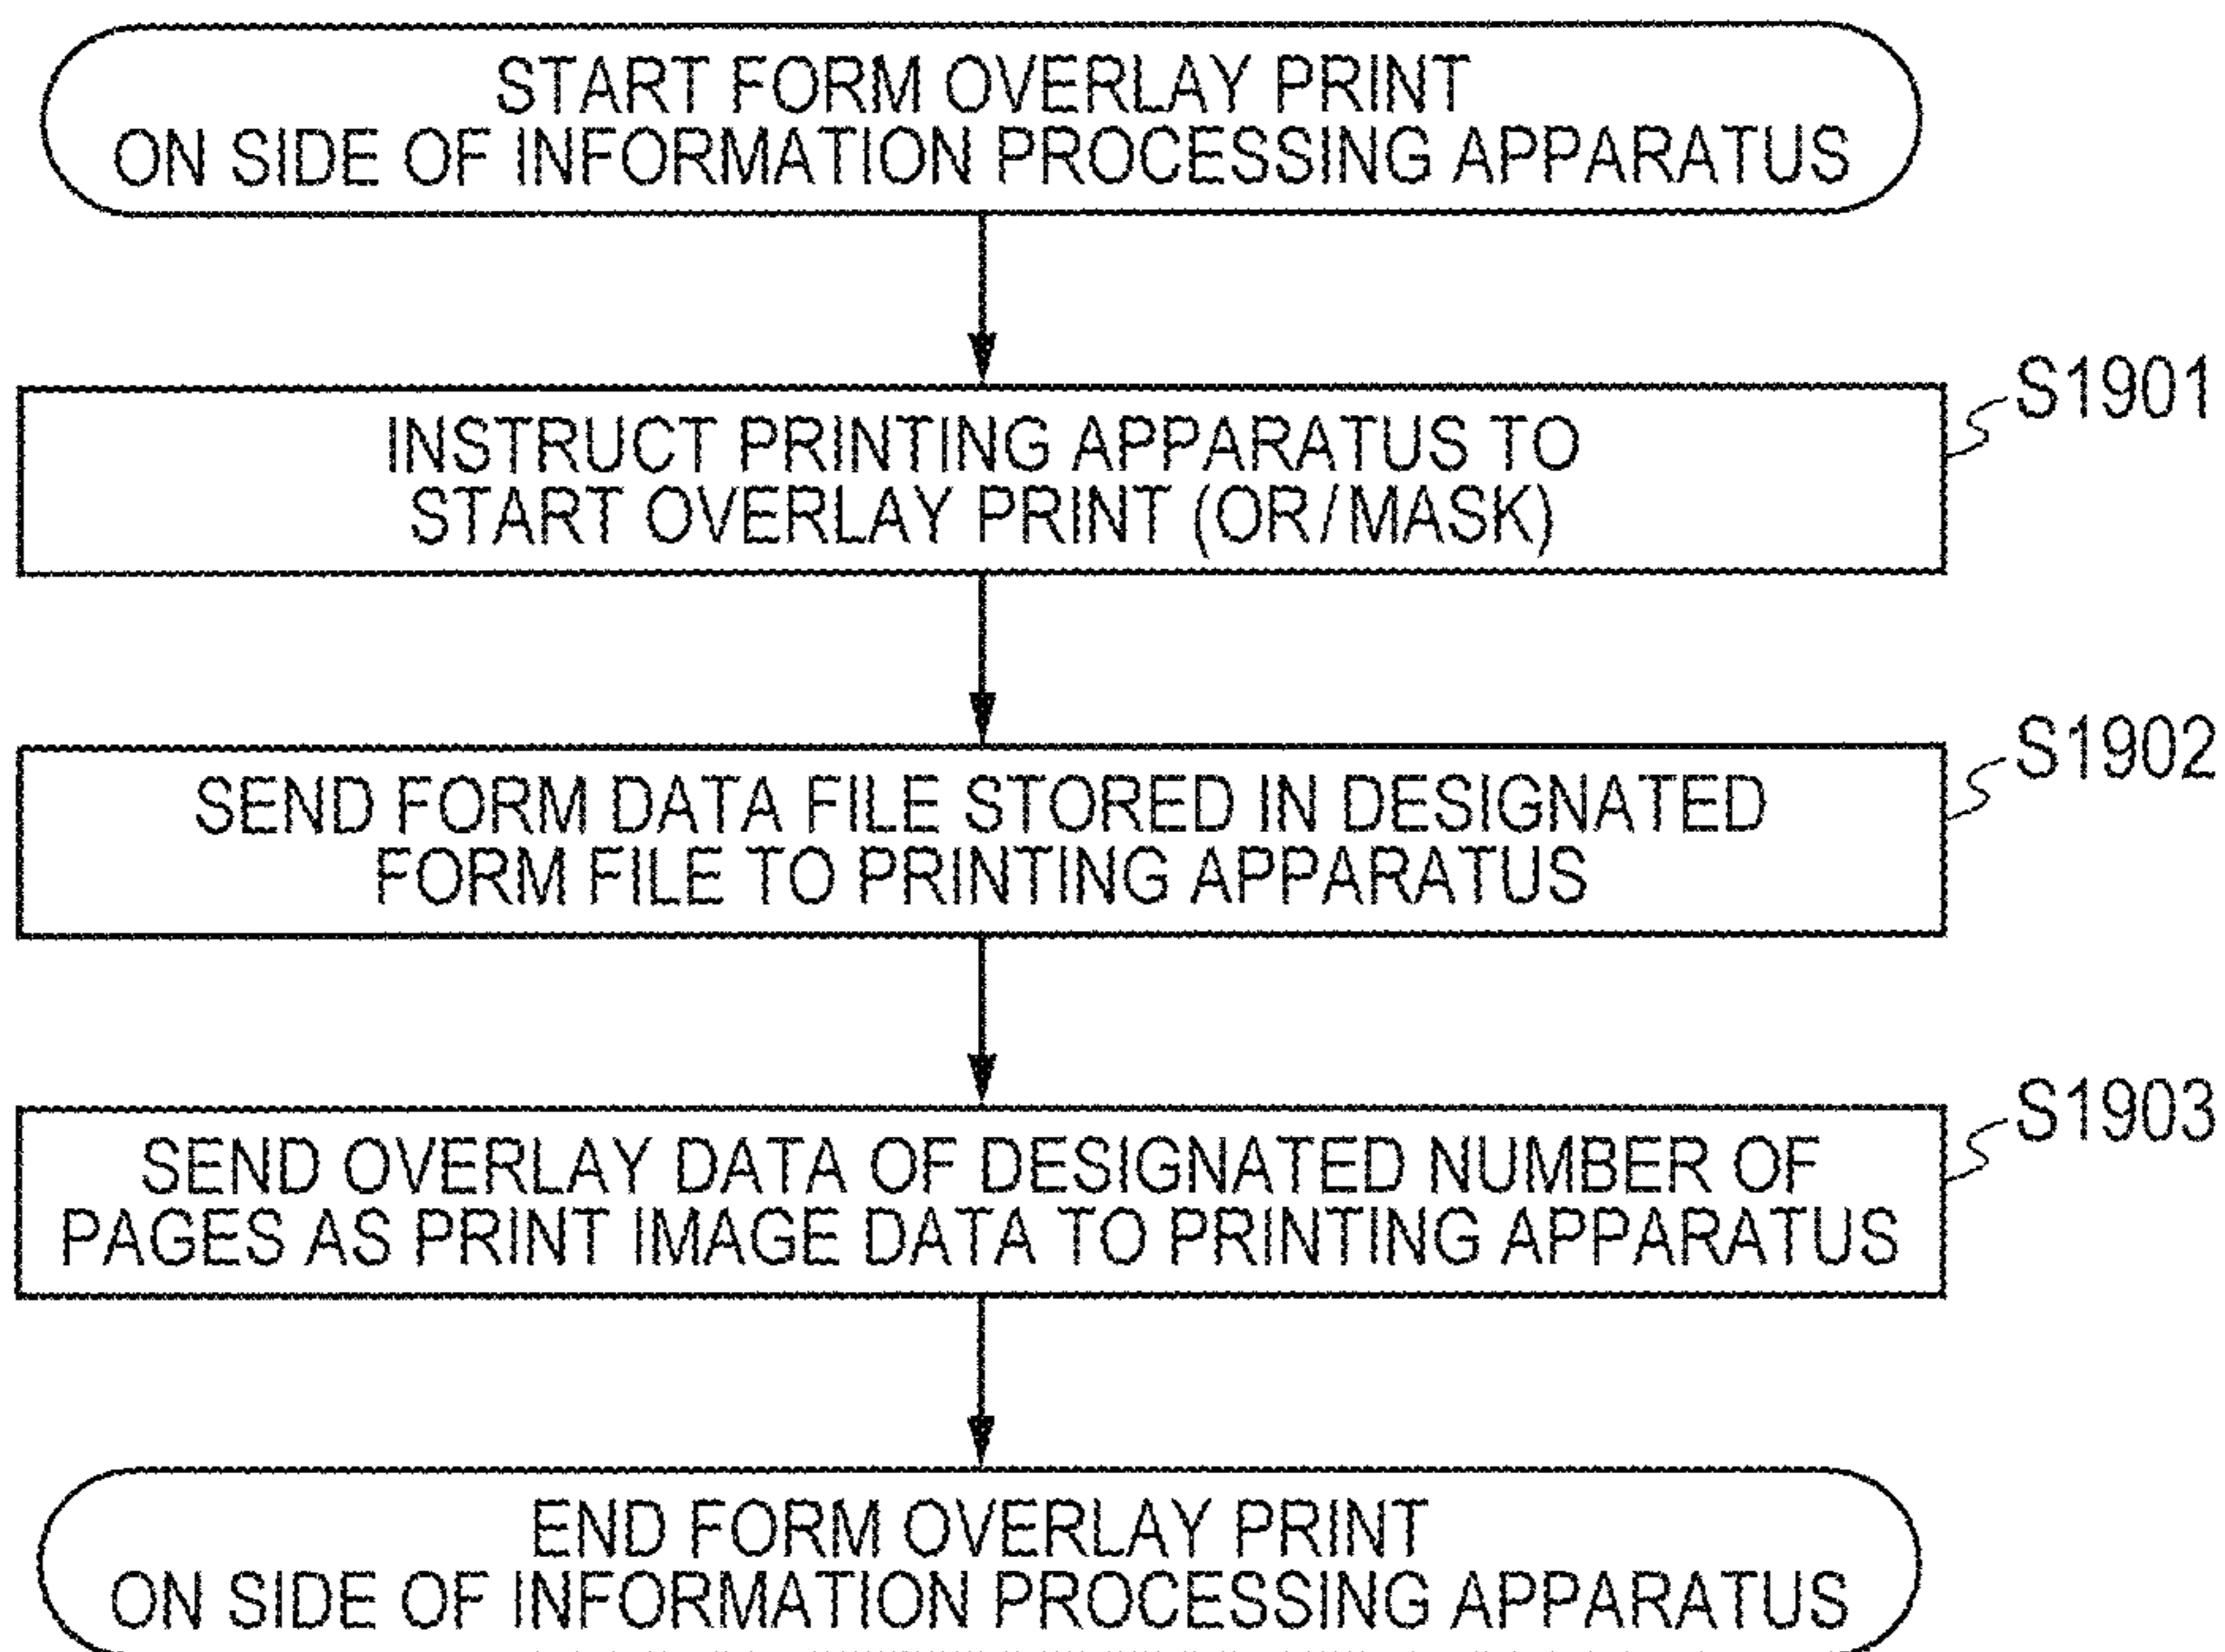 START FORM OVERLAY PRINT
ON SIDE OF INFORMATION PROCESSING APPARATUS
S1901
INSTRUCT PRINTING APPARATUS TO
START OVERLAY PRINT (OR/MASK)
S1902
SEND FORM DATA FILE STORED IN DESIGNATED
FORM FILE TO PRINTING APPARATUS
S1903
SEND OVERLAY DATA OF DESIGNATED NUMBER OF
PAGES AS PRINT IMAGE DATA TO PRINTING APPARATUS
END FORM OVERLAY PRINT
ON SIDE OF INFORMATION PROCESSING APPARATUS